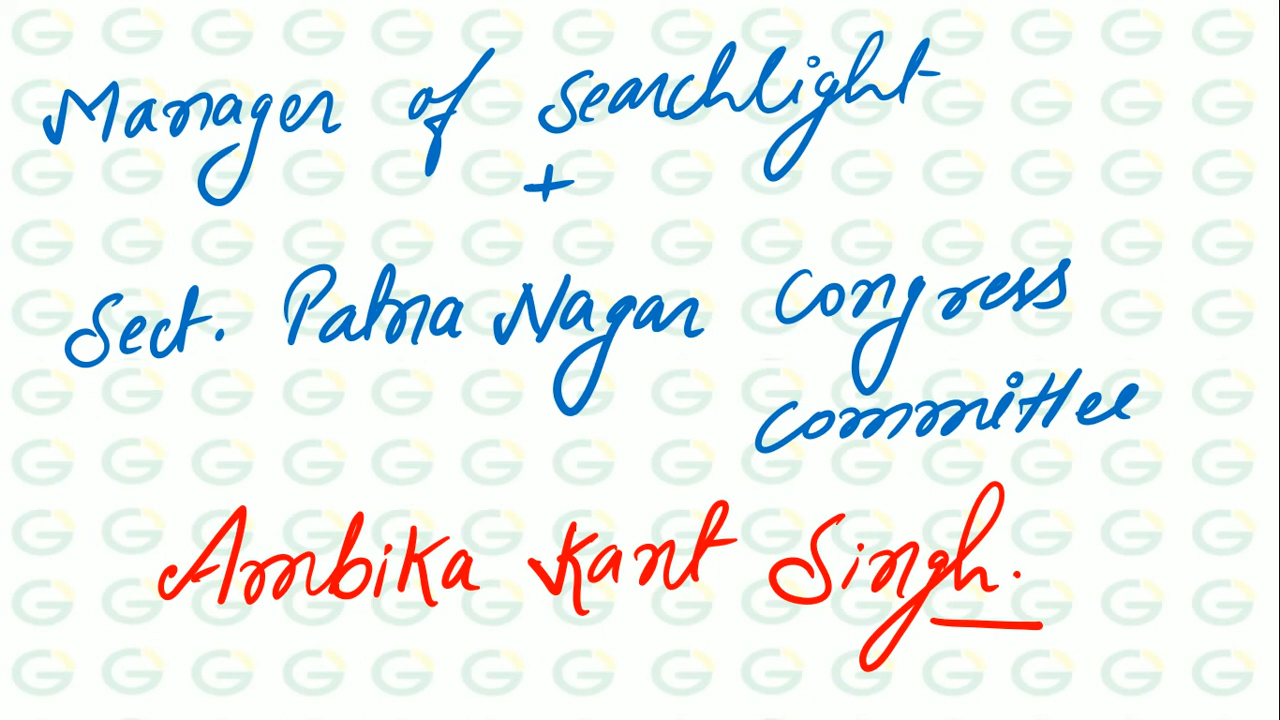 Manager of Searchlight
+
Sect. Patna Nagar Congress
Committee
Ambika Kant Singh.